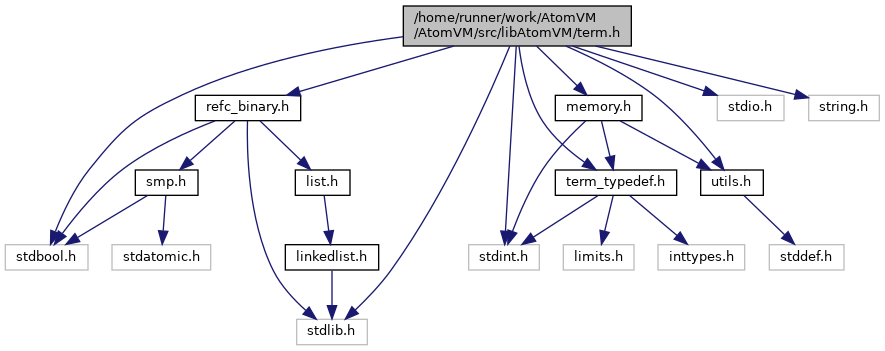 /home/runner/work/AtomVM
/AtomVM/src/libAtomVM/term.h
refc_binary.h
memory.h
stdio.h
string.h
smp.h
list.h
term_typedef.h
utils.h
stdbool.h
stdatomic.h
linkedlist.h
stdint.h
limits.h
inttypes.h
stddef.h
stdlib.h